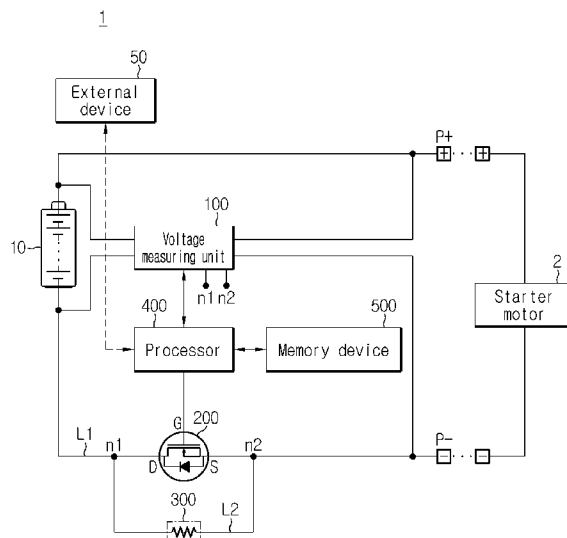 1
50
External
device
P+
10
100
Voltage
measuring unit
n1 n2
2
Starter
motor
400
500
Processor
Memory device
G
200
L1
n1
D
S
n2
P-
300
L2